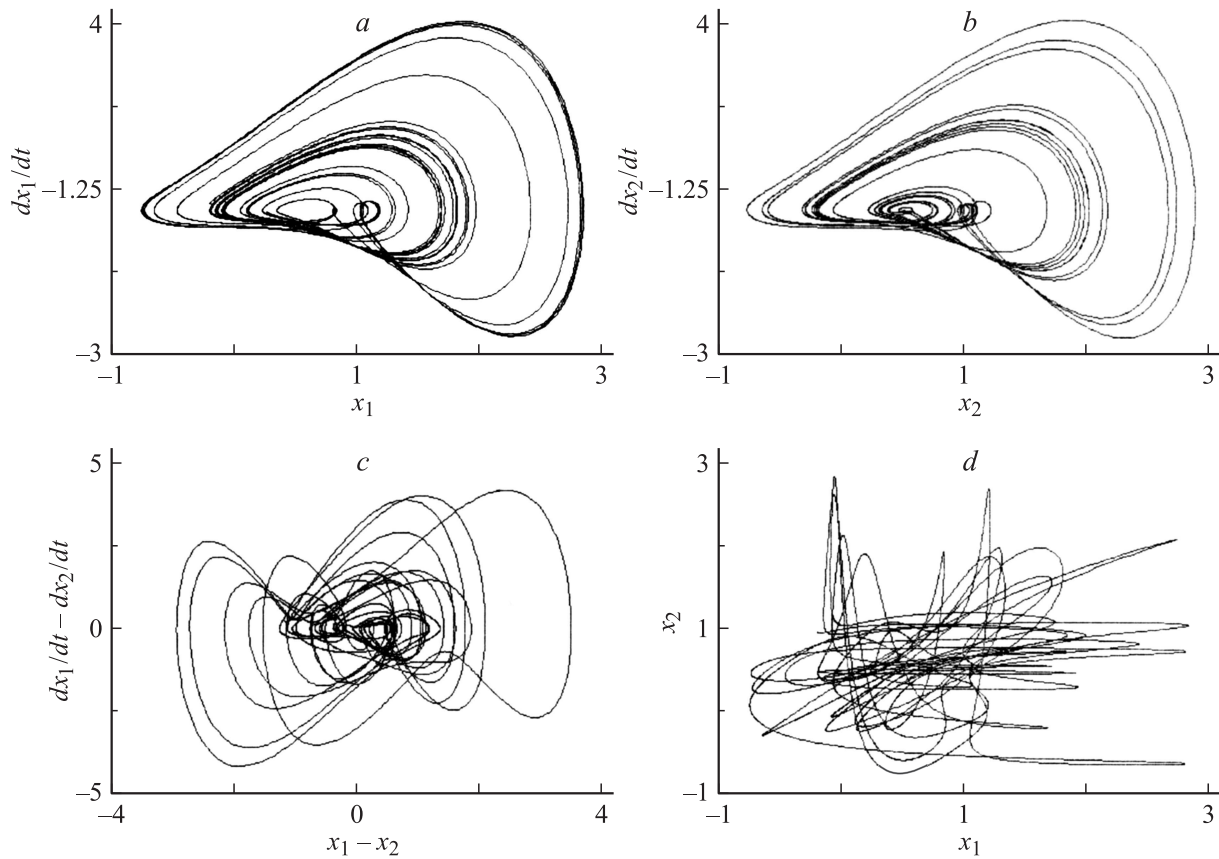 4
a
dx₁/dt
–1.25
–3
–1
1
3
x₁
4
b
dx₂/dt
–1.25
–3
–1
1
3
x₂
5
c
dx₁/dt – dx₂/dt
0
–5
–4
0
4
x₁ – x₂
3
d
x₂
1
–1
–1
1
3
x₁